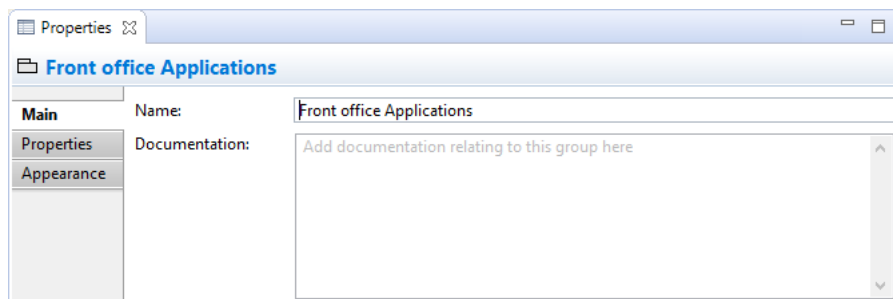 Properties
Front office Applications
Main
Name:
Front office Applications
Properties
Documentation:
Add documentation relating to this group here
Appearance